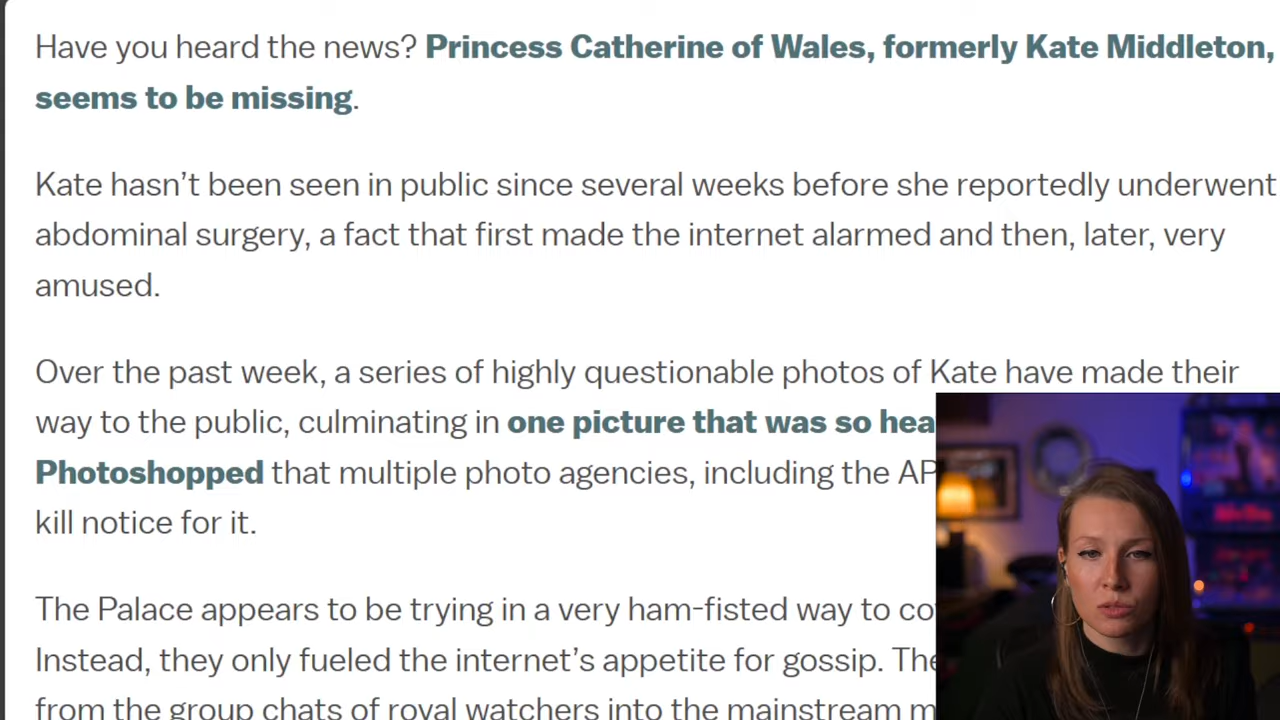 Have you heard the news? Princess Catherine of Wales, formerly Kate Middleton,
seems to be missing.
Kate hasn’t been seen in public since several weeks before she reportedly underwent
abdominal surgery, a fact that first made the internet alarmed and then, later, very
amused.
Over the past week, a series of highly questionable photos of Kate have made their
way to the public, culminating in one picture that was so
Photoshopped that multiple photo agencies, including the AP
kill notice for it.
The Palace appears to be trying in a very ham-fisted way to
Instead, they only fueled the internet’s appetite for gossip.
from the group chats of royal watchers into the mainstream